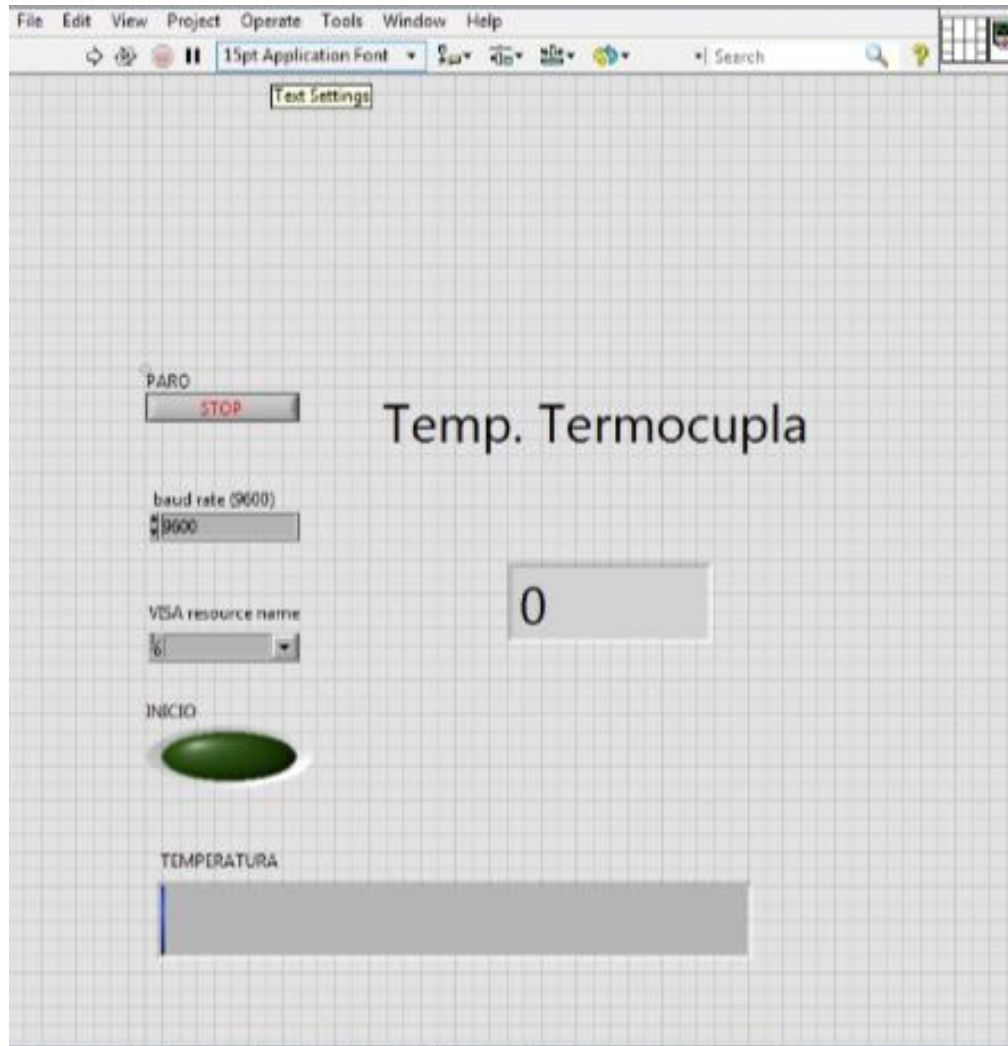 File Edit View Project Operate Tools Window Help
15pt Application Font Search
Text Settings
PARO
STOP
Temp. Termocupla
baud rate (9600)
9600
0
VISA resource name
INICIO
TEMPERATURA